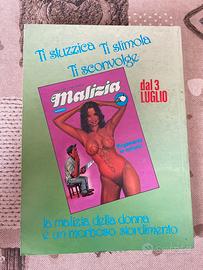 Ti stuzzica Ti stimola
Ti sconvolge
dal 3
LUGLIO
Malizia
la malizia della donna
è un morboso stordimento